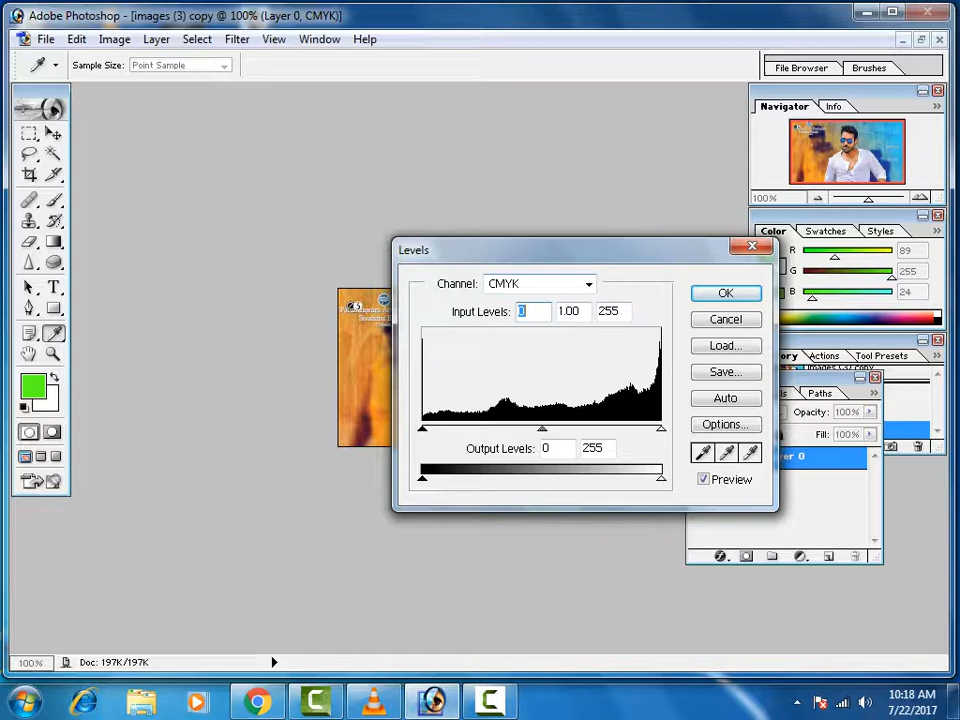 Adobe Photoshop - [images (3) copy @ 100% (Layer 0, CMYK)]
File Edit Image Layer Select Filter View Window Help
Sample Size: Point Sample
File Browser Brushes
Navigator Info
100%
Color Swatches Styles
R 89
G 255
B 24
Actions Tool Presets
Paths
Opacity: 100%
Fill: 100%
Levels
Channel: CMYK
Input Levels: 0 1.00 255
Output Levels: 0 255
OK
Cancel
Load...
Save...
Auto
Options...
Preview
100% Doc: 197K/197K
10:18 AM
7/22/2017